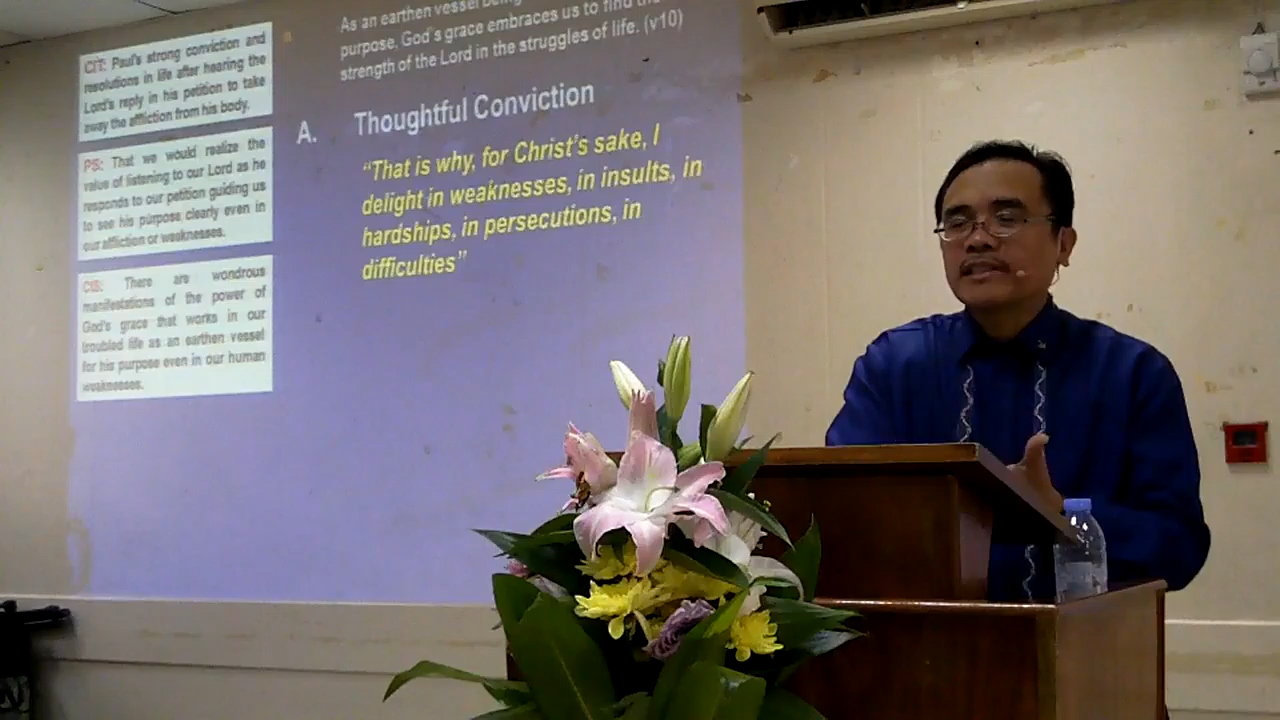 CIT: Paul's strong conviction and
resolutions in life after hearing the
Lord's reply in his petition to take
away the affliction from his body.
PS: That we would realize the
value of listening to our Lord as he
responds to our petition guiding us
to see his purpose clearly even in
our affliction or weaknesses.
CIS: There are wondrous
manifestations of the power of
God's grace that works in our
troubled life as an earthen vessel
for his purpose even in our human
weaknesses.
As an earthen vessel being
purpose, God's grace embraces us to find the
strength of the Lord in the struggles of life. (v10)
A. Thoughtful Conviction
"That is why, for Christ's sake, I
delight in weaknesses, in insults, in
hardships, in persecutions, in
difficulties"